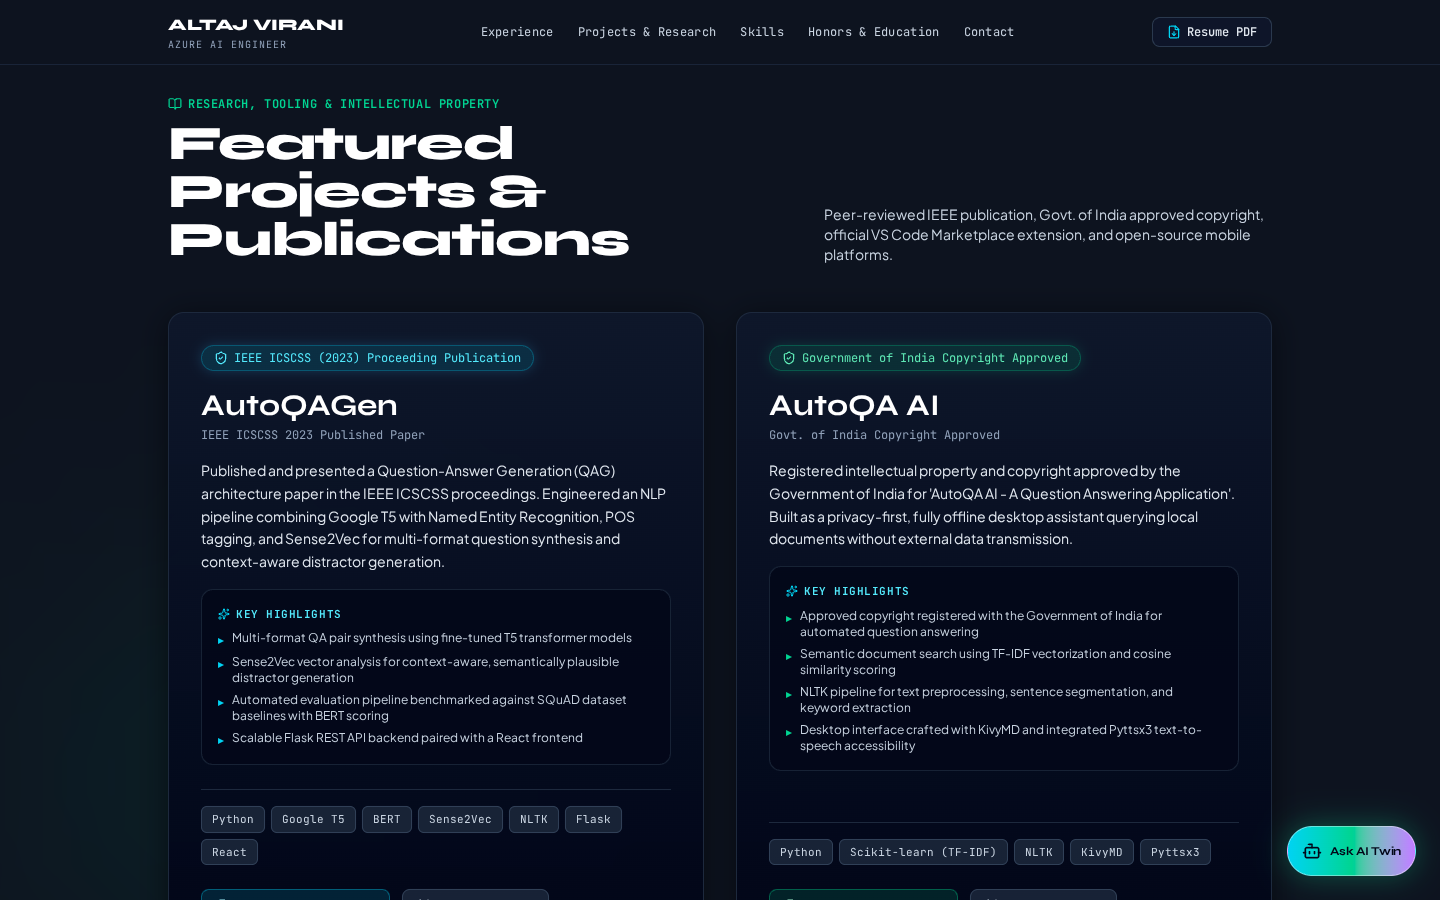 ALTAJ VIRANI
AZURE AI ENGINEER
Experience
Projects & Research
Skills
Honors & Education
Contact
Resume PDF
RESEARCH, TOOLING & INTELLECTUAL PROPERTY
Featured
Projects &
Publications
Peer-reviewed IEEE publication, Govt. of India approved copyright,
official VS Code Marketplace extension, and open-source mobile
platforms.
IEEE ICSCSS (2023) Proceeding Publication
AutoQAGen
IEEE ICSCSS 2023 Published Paper
Published and presented a Question-Answer Generation (QAG)
architecture paper in the IEEE ICSCSS proceedings. Engineered an NLP
pipeline combining Google T5 with Named Entity Recognition, POS
tagging, and Sense2Vec for multi-format question synthesis and
context-aware distractor generation.
KEY HIGHLIGHTS
▸ Multi-format QA pair synthesis using fine-tuned T5 transformer models
▸ Sense2Vec vector analysis for context-aware, semantically plausible
distractor generation
▸ Automated evaluation pipeline benchmarked against SQuAD dataset
baselines with BERT scoring
▸ Scalable Flask REST API backend paired with a React frontend
Python
Google T5
BERT
Sense2Vec
NLTK
Flask
React
Government of India Copyright Approved
AutoQA AI
Govt. of India Copyright Approved
Registered intellectual property and copyright approved by the
Government of India for 'AutoQA AI - A Question Answering Application'.
Built as a privacy-first, fully offline desktop assistant querying local
documents without external data transmission.
KEY HIGHLIGHTS
▸ Approved copyright registered with the Government of India for
automated question answering
▸ Semantic document search using TF-IDF vectorization and cosine
similarity scoring
▸ NLTK pipeline for text preprocessing, sentence segmentation, and
keyword extraction
▸ Desktop interface crafted with KivyMD and integrated Pyttsx3 text-to-
speech accessibility
Python
Scikit-learn (TF-IDF)
NLTK
KivyMD
Pyttsx3
Ask AI Twin